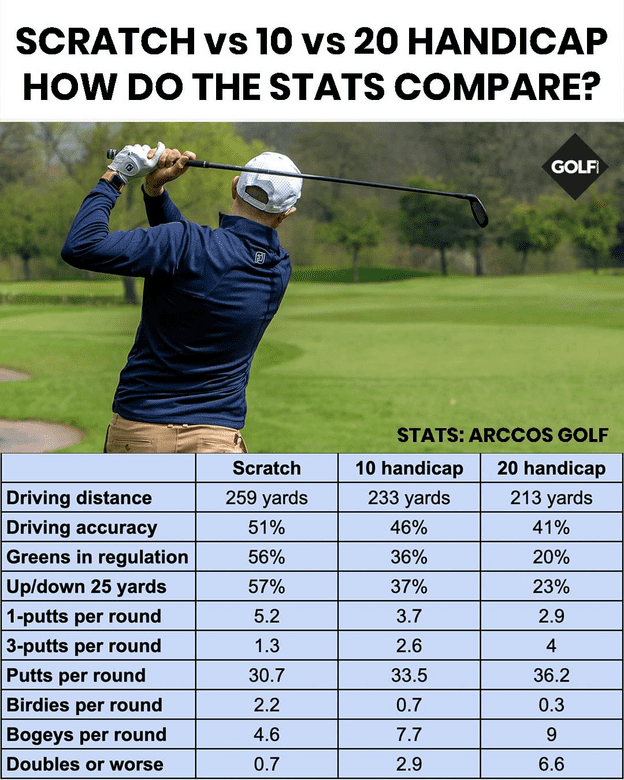 SCRATCH vs 10 vs 20 HANDICAP
HOW DO THE STATS COMPARE?
GOLF
STATS: ARCCOS GOLF
Scratch 10 handicap 20 handicap
Driving distance 259 yards 233 yards 213 yards
Driving accuracy 51% 46% 41%
Greens in regulation 56% 36% 20%
Up/down 25 yards 57% 37% 23%
1-putts per round 5.2 3.7 2.9
3-putts per round 1.3 2.6 4
Putts per round 30.7 33.5 36.2
Birdies per round 2.2 0.7 0.3
Bogeys per round 4.6 7.7 9
Doubles or worse 0.7 2.9 6.6